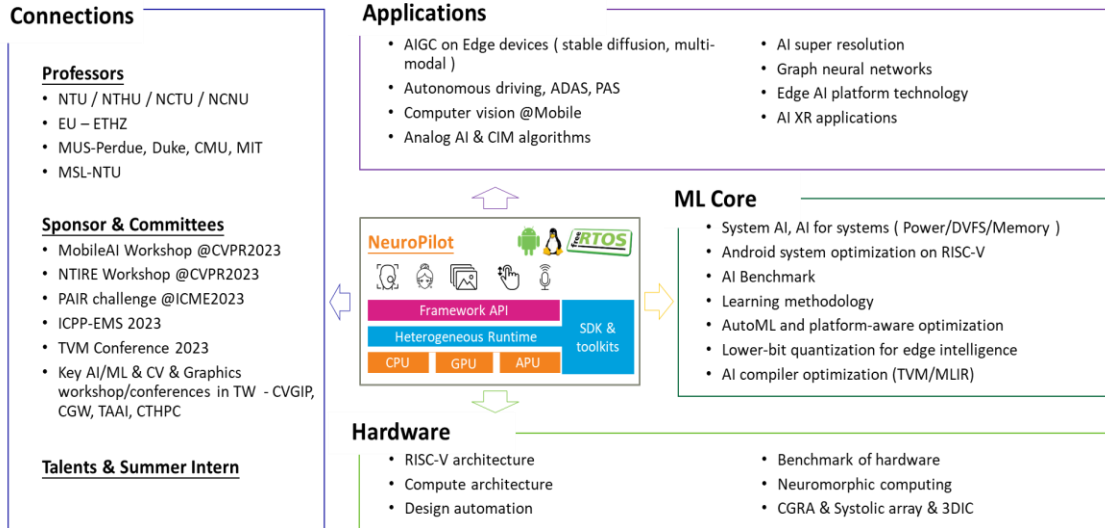 Connections
Professors
• NTU / NTHU / NCTU / NCNU
• EU – ETHZ
• MUS-Perdue, Duke, CMU, MIT
• MSL-NTU
Sponsor & Committees
• MobileAI Workshop @CVPR2023
• NTIRE Workshop @CVPR2023
• PAIR challenge @ICME2023
• ICPP-EMS 2023
• TVM Conference 2023
• Key AI/ML & CV & Graphics
workshop/conferences in TW - CVGIP,
CGW, TAAI, CTHPC
Talents & Summer Intern
Applications
• AIGC on Edge devices ( stable diffusion, multi-
modal )
• Autonomous driving, ADAS, PAS
• Computer vision @Mobile
• Analog AI & CIM algorithms
• AI super resolution
• Graph neural networks
• Edge AI platform technology
• AI XR applications
NeuroPilot
free RTOS
Framework API
Heterogeneous Runtime
CPU
GPU
APU
SDK &
toolkits
ML Core
• System AI, AI for systems ( Power/DVFS/Memory )
• Android system optimization on RISC-V
• AI Benchmark
• Learning methodology
• AutoML and platform-aware optimization
• Lower-bit quantization for edge intelligence
• AI compiler optimization (TVM/MLIR)
Hardware
• RISC-V architecture
• Compute architecture
• Design automation
• Benchmark of hardware
• Neuromorphic computing
• CGRA & Systolic array & 3DIC